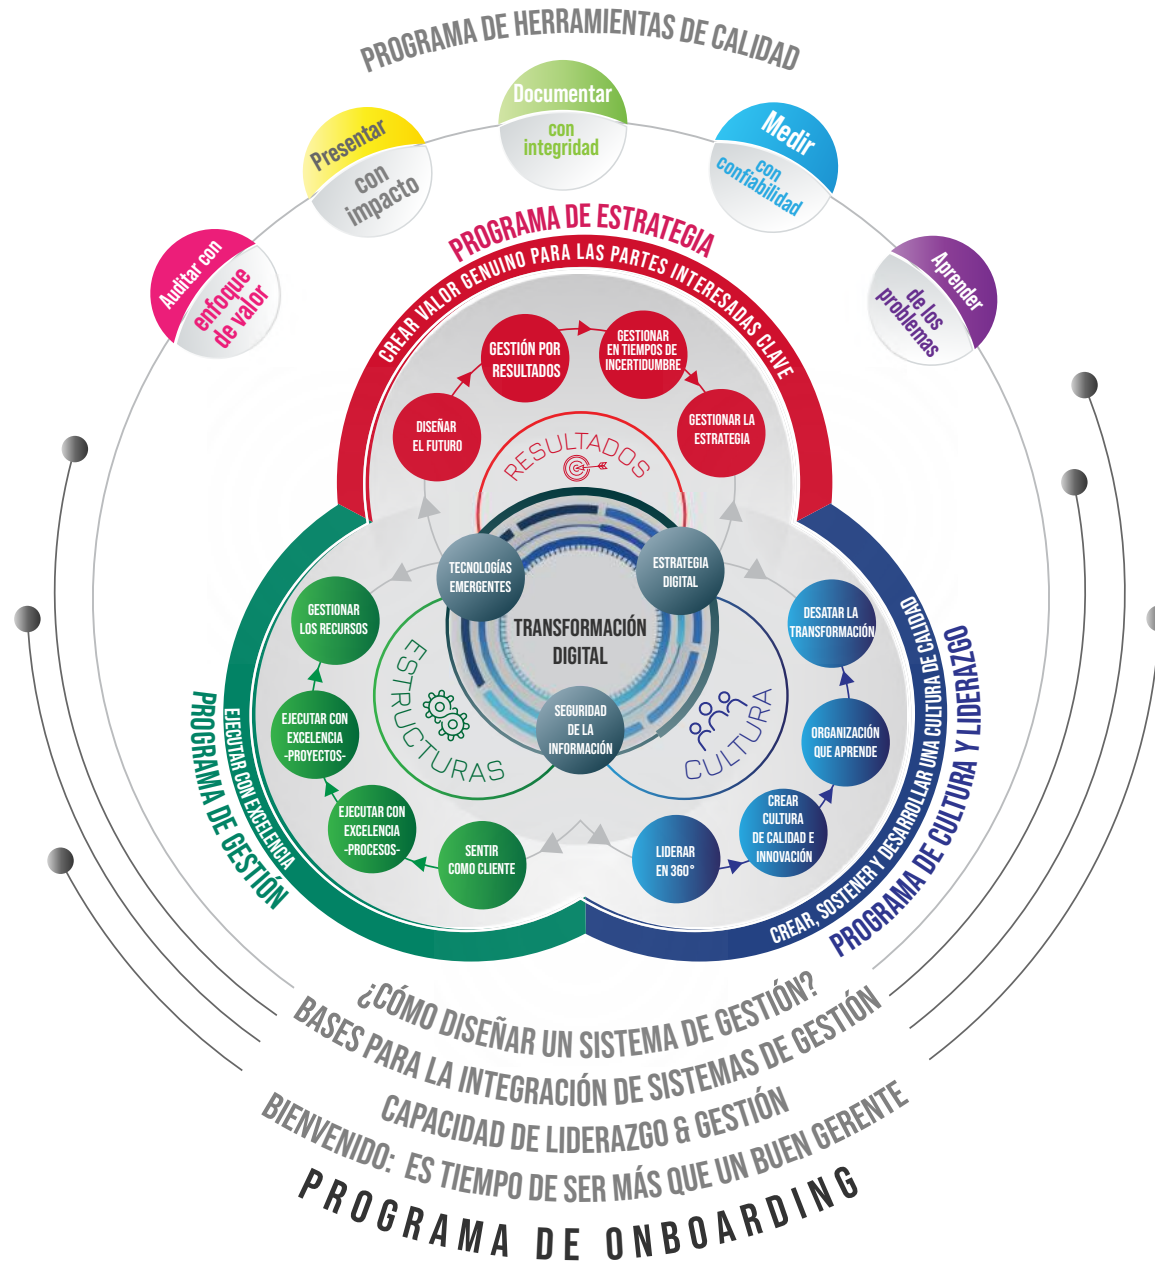 PROGRAMA DE HERRAMIENTAS DE CALIDAD
Auditar con
enfoque
de valor
Presentar
con
impacto
Documentar
con
integridad
Medir
con
confiabilidad
Aprender
de los
problemas
PROGRAMA DE ESTRATEGIA
CREAR VALOR GENUINO PARA LAS PARTES INTERESADAS CLAVE
DISEÑAR
EL FUTURO
GESTIÓN POR
RESULTADOS
GESTIONAR
EN TIEMPOS DE
INCERTIDUMBRE
GESTIONAR LA
ESTRATEGIA
RESULTADOS
TECNOLOGÍAS
EMERGENTES
ESTRATEGIA
DIGITAL
TRANSFORMACIÓN
DIGITAL
SEGURIDAD
DE LA
INFORMACIÓN
PROGRAMA DE GESTIÓN
EJECUTAR CON EXCELENCIA
GESTIONAR
LOS RECURSOS
EJECUTAR CON
EXCELENCIA
-PROYECTOS-
EJECUTAR CON
EXCELENCIA
-PROCESOS-
SENTIR
COMO CLIENTE
ESTRUCTURAS
CULTURA
LIDERAR
EN 360°
CREAR
CULTURA
DE CALIDAD E
INNOVACIÓN
ORGANIZACIÓN
QUE APRENDE
DESATAR LA
TRANSFORMACIÓN
CREAR, SOSTENER Y DESARROLLAR UNA CULTURA DE CALIDAD
PROGRAMA DE CULTURA Y LIDERAZGO
¿CÓMO DISEÑAR UN SISTEMA DE GESTIÓN?
BASES PARA LA INTEGRACIÓN DE SISTEMAS DE GESTIÓN
CAPACIDAD DE LIDERAZGO & GESTIÓN
BIENVENIDO: ES TIEMPO DE SER MÁS QUE UN BUEN GERENTE
PROGRAMA DE ONBOARDING